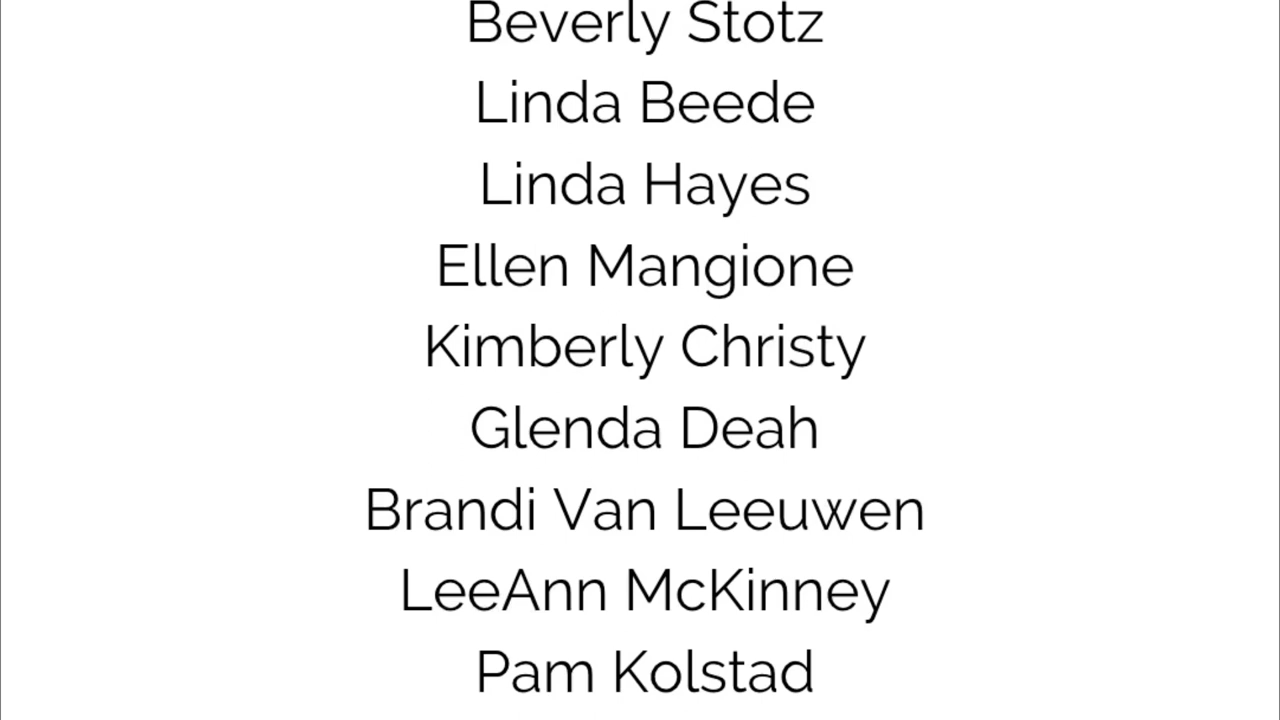 Beverly Stotz
Linda Beede
Linda Hayes
Ellen Mangione
Kimberly Christy
Glenda Deah
Brandi Van Leeuwen
LeeAnn McKinney
Pam Kolstad